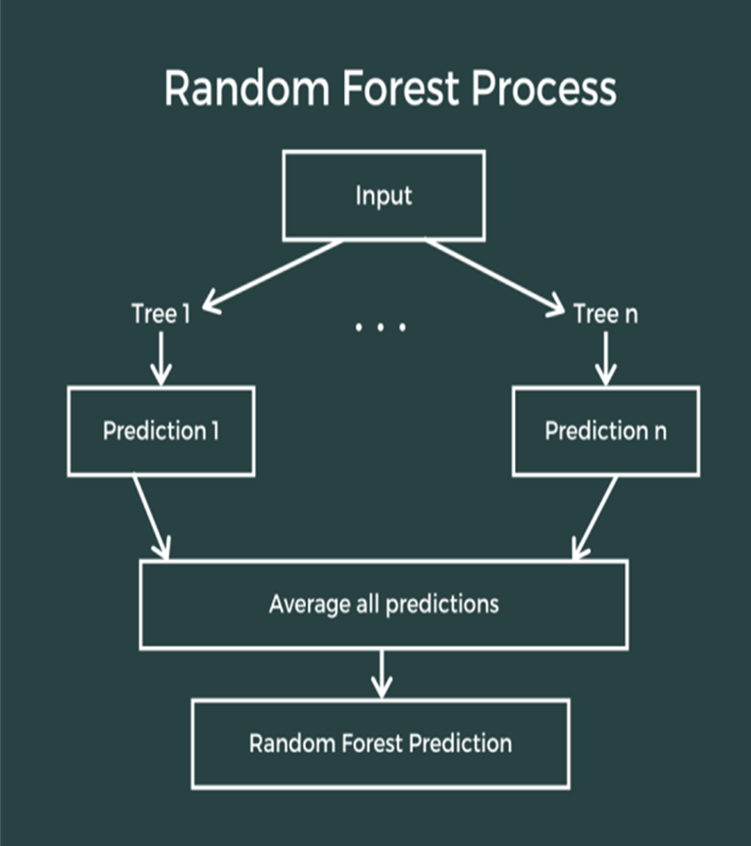 Random Forest Process
Input
Tree 1
. . .
Tree n
Prediction 1
Prediction n
Average all predictions
Random Forest Prediction